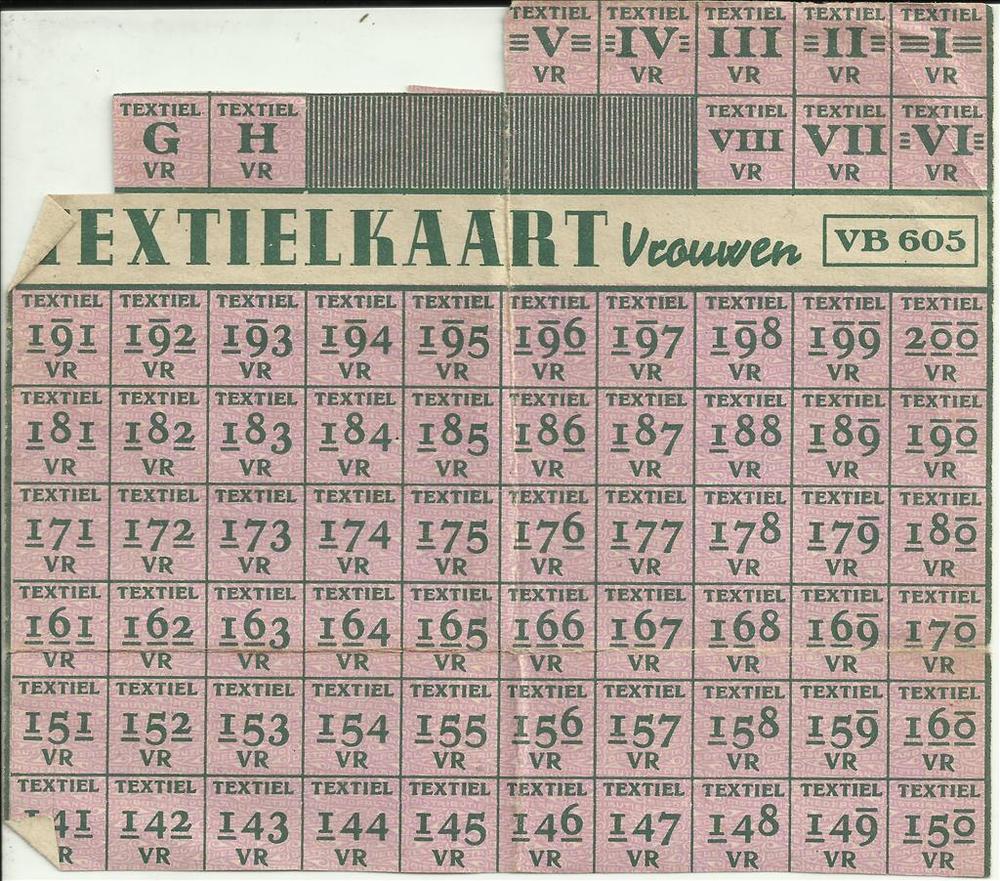 TEXTIEL TEXTIEL TEXTIEL TEXTIEL TEXTIEL
V IV III II I
VR VR VR VR VR
TEXTIEL TEXTIEL TEXTIEL TEXTIEL TEXTIEL
G H VIII VII VI
VR VR VR VR VR
TEXTIELKAART Vrouwen VB 605
TEXTIEL TEXTIEL TEXTIEL TEXTIEL TEXTIEL TEXTIEL TEXTIEL TEXTIEL TEXTIEL TEXTIEL
191 192 193 194 195 196 197 198 199 200
VR VR VR VR VR VR VR VR VR VR
TEXTIEL TEXTIEL TEXTIEL TEXTIEL TEXTIEL TEXTIEL TEXTIEL TEXTIEL TEXTIEL TEXTIEL
181 182 183 184 185 186 187 188 189 190
VR VR VR VR VR VR VR VR VR VR
TEXTIEL TEXTIEL TEXTIEL TEXTIEL TEXTIEL TEXTIEL TEXTIEL TEXTIEL TEXTIEL TEXTIEL
171 172 173 174 175 176 177 178 179 180
VR VR VR VR VR VR VR VR VR VR
TEXTIEL TEXTIEL TEXTIEL TEXTIEL TEXTIEL TEXTIEL TEXTIEL TEXTIEL TEXTIEL TEXTIEL
161 162 163 164 165 166 167 168 169 170
VR VR VR VR VR VR VR VR VR VR
TEXTIEL TEXTIEL TEXTIEL TEXTIEL TEXTIEL TEXTIEL TEXTIEL TEXTIEL TEXTIEL TEXTIEL
151 152 153 154 155 156 157 158 159 160
VR VR VR VR VR VR VR VR VR VR
TEXTIEL TEXTIEL TEXTIEL TEXTIEL TEXTIEL TEXTIEL TEXTIEL TEXTIEL TEXTIEL TEXTIEL
141 142 143 144 145 146 147 148 149 150
R VR VR VR VR VR VR VR VR VR